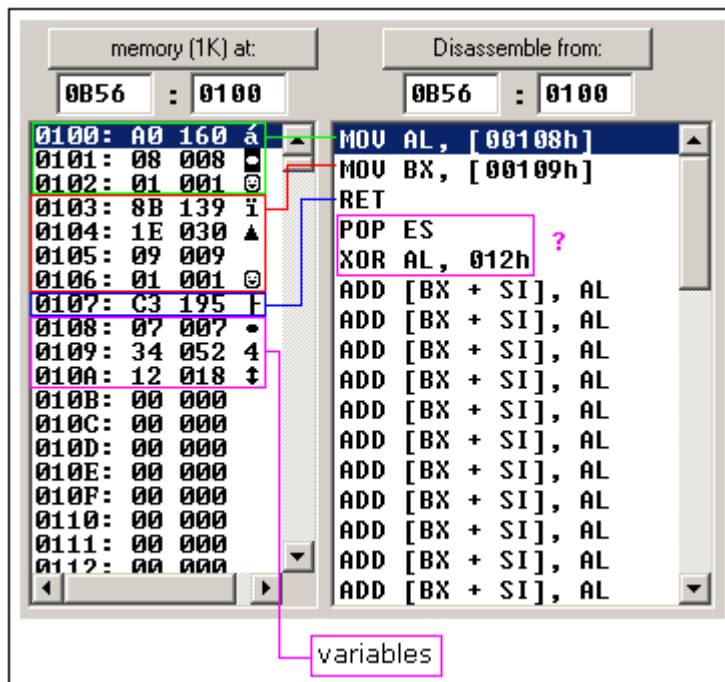 memory (1K) at:
0B56 : 0100
0100: A0 160 á
0101: 08 008 ◘
0102: 01 001 ☺
0103: 8B 139 ï
0104: 1E 030 ▲
0105: 09 009
0106: 01 001 ☺
0107: C3 195 ├
0108: 07 007 •
0109: 34 052 4
010A: 12 018 ↕
010B: 00 000
010C: 00 000
010D: 00 000
010E: 00 000
010F: 00 000
0110: 00 000
0111: 00 000
0112: 00 000
Disassemble from:
0B56 : 0100
MOV AL, [00108h]
MOV BX, [00109h]
RET
POP ES
XOR AL, 012h
?
ADD [BX + SI], AL
ADD [BX + SI], AL
ADD [BX + SI], AL
ADD [BX + SI], AL
ADD [BX + SI], AL
ADD [BX + SI], AL
ADD [BX + SI], AL
ADD [BX + SI], AL
ADD [BX + SI], AL
ADD [BX + SI], AL
ADD [BX + SI], AL
variables